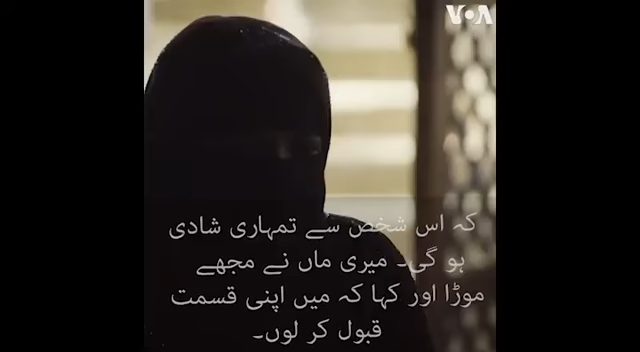 VOA
کہ اس شخص سے تمہاری شادی
ہو گی۔ میری ماں نے مجھے
موڑا اور کہا کہ میں اپنی قسمت
قبول کر لوں۔